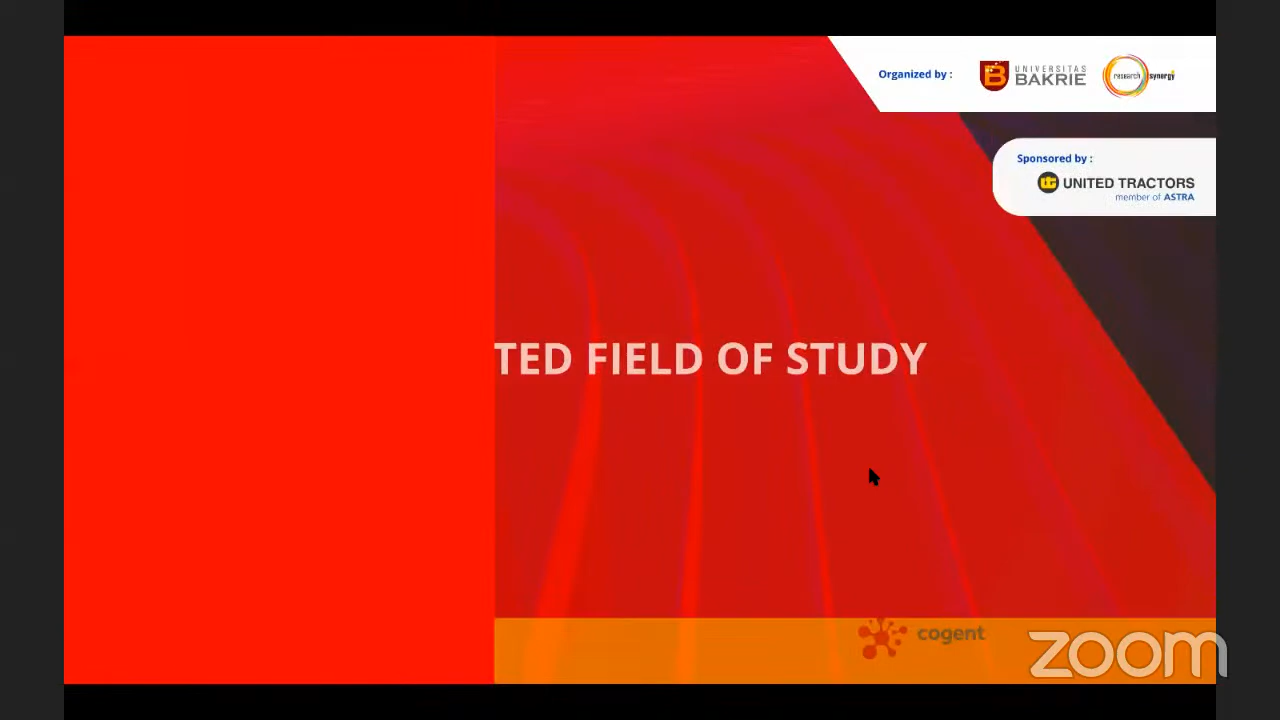 Organized by :
UNIVERSITAS
BAKRIE
research synergy
Sponsored by :
UT UNITED TRACTORS
member of ASTRA
TED FIELD OF STUDY
cogent
zoom